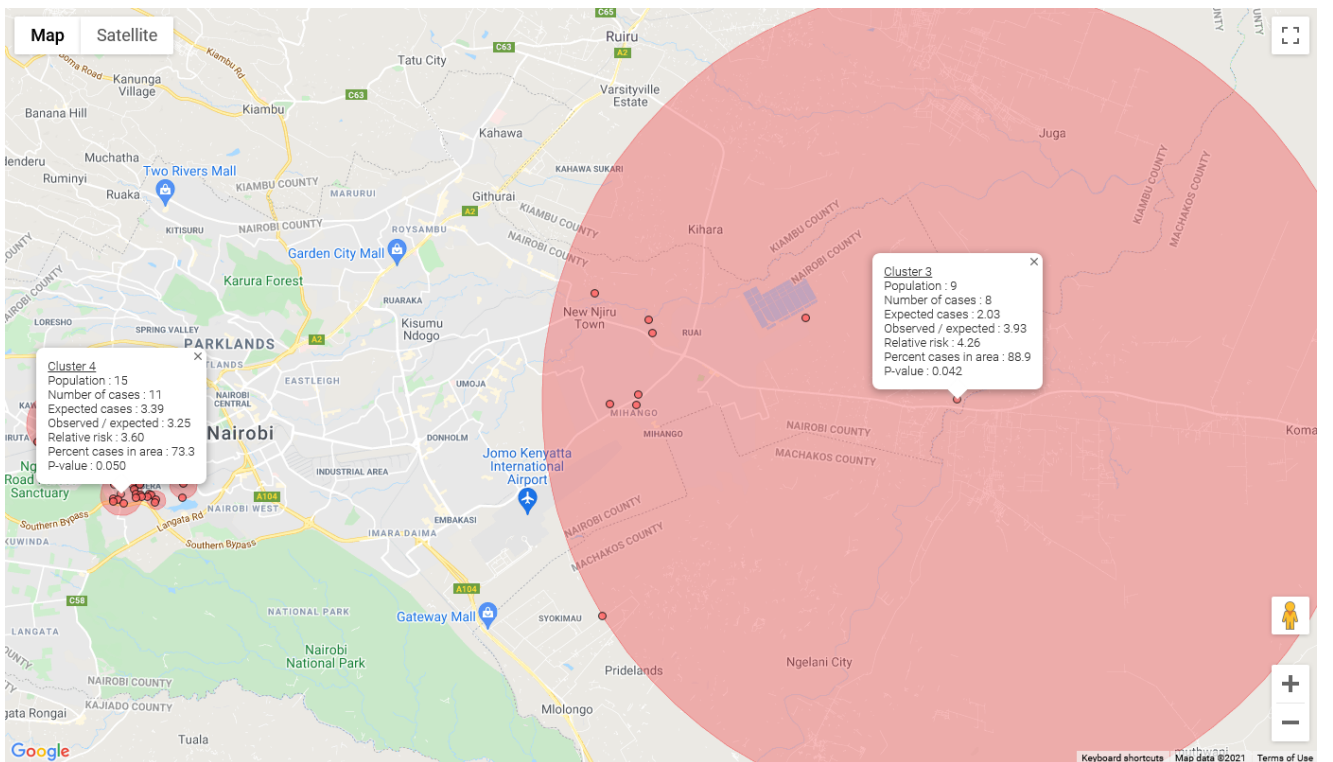 Map
Satellite
C65
Ruiru
C63
A2
Tatu City
Kiambu Rd
Kanunga
Village
C63
Varsityville
Estate
Banana Hill
Kiambu
Kahawa
Juga
Muchatha
Ruminyi
Two Rivers Mall
KAHAWA SUKARI
Ruaka
KIAMBU COUNTY
MARURUI
Githurai
KIAMBU COUNTY
KIAMBU COUNTY
MACHAKOS COUNTY
A2
KITISURU
NAIROBI COUNTY
ROYSAMBU
NAIROBI COUNTY
Kihara
KIAMBU COUNTY
NAIROBI COUNTY
Garden City Mall
Karura Forest
RUARAKA
New Njiru
Town
LORESHO
SPRING VALLEY
Kisumu
Ndogo
RUAI
A2
PARKLANDS
EASTLEIGH
UMOJA
NAIROBI
CENTRAL
MIHANGO
MIHANGO
NAIROBI COUNTY
MACHAKOS COUNTY
Koma
Nairobi
DONHOLM
Jomo Kenyatta
International
Airport
INDUSTRIAL AREA
Road
Sanctuary
A104
NAIROBI WEST
EMBAKASI
NAIROBI COUNTY
MACHAKOS COUNTY
Southern Bypass
Langata Rd
IMARA DAIMA
KUWINDA
Southern Bypass
C58
A104
NATIONAL PARK
Gateway Mall
SYOKIMAU
LANGATA
Nairobi
National Park
Pridelands
Ngelani City
NAIROBI COUNTY
KAJIADO COUNTY
Mlolongo
gata Rongai
Tuala
Cluster 3
Population : 9
Number of cases : 8
Expected cases : 2.03
Observed / expected : 3.93
Relative risk : 4.26
Percent cases in area : 88.9
P-value : 0.042
Cluster 4
Population : 15
Number of cases : 11
Expected cases : 3.39
Observed / expected : 3.25
Relative risk : 3.60
Percent cases in area : 73.3
P-value : 0.050
Google
Keyboard shortcuts
Map data ©2021
Terms of Use